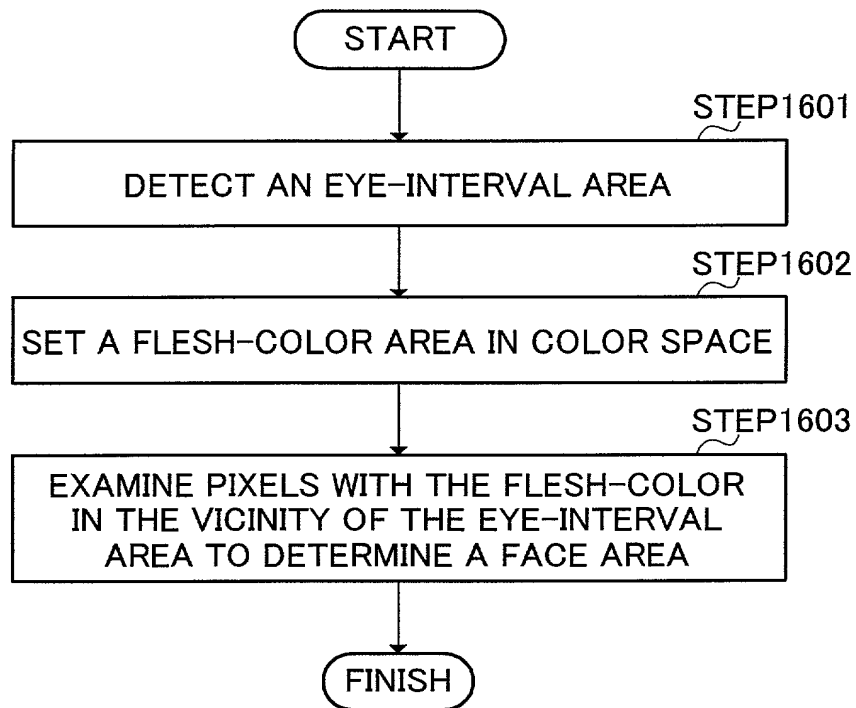 START
STEP1601
DETECT AN EYE-INTERVAL AREA
STEP1602
SET A FLESH-COLOR AREA IN COLOR SPACE
STEP1603
EXAMINE PIXELS WITH THE FLESH-COLOR
IN THE VICINITY OF THE EYE-INTERVAL
AREA TO DETERMINE A FACE AREA
FINISH